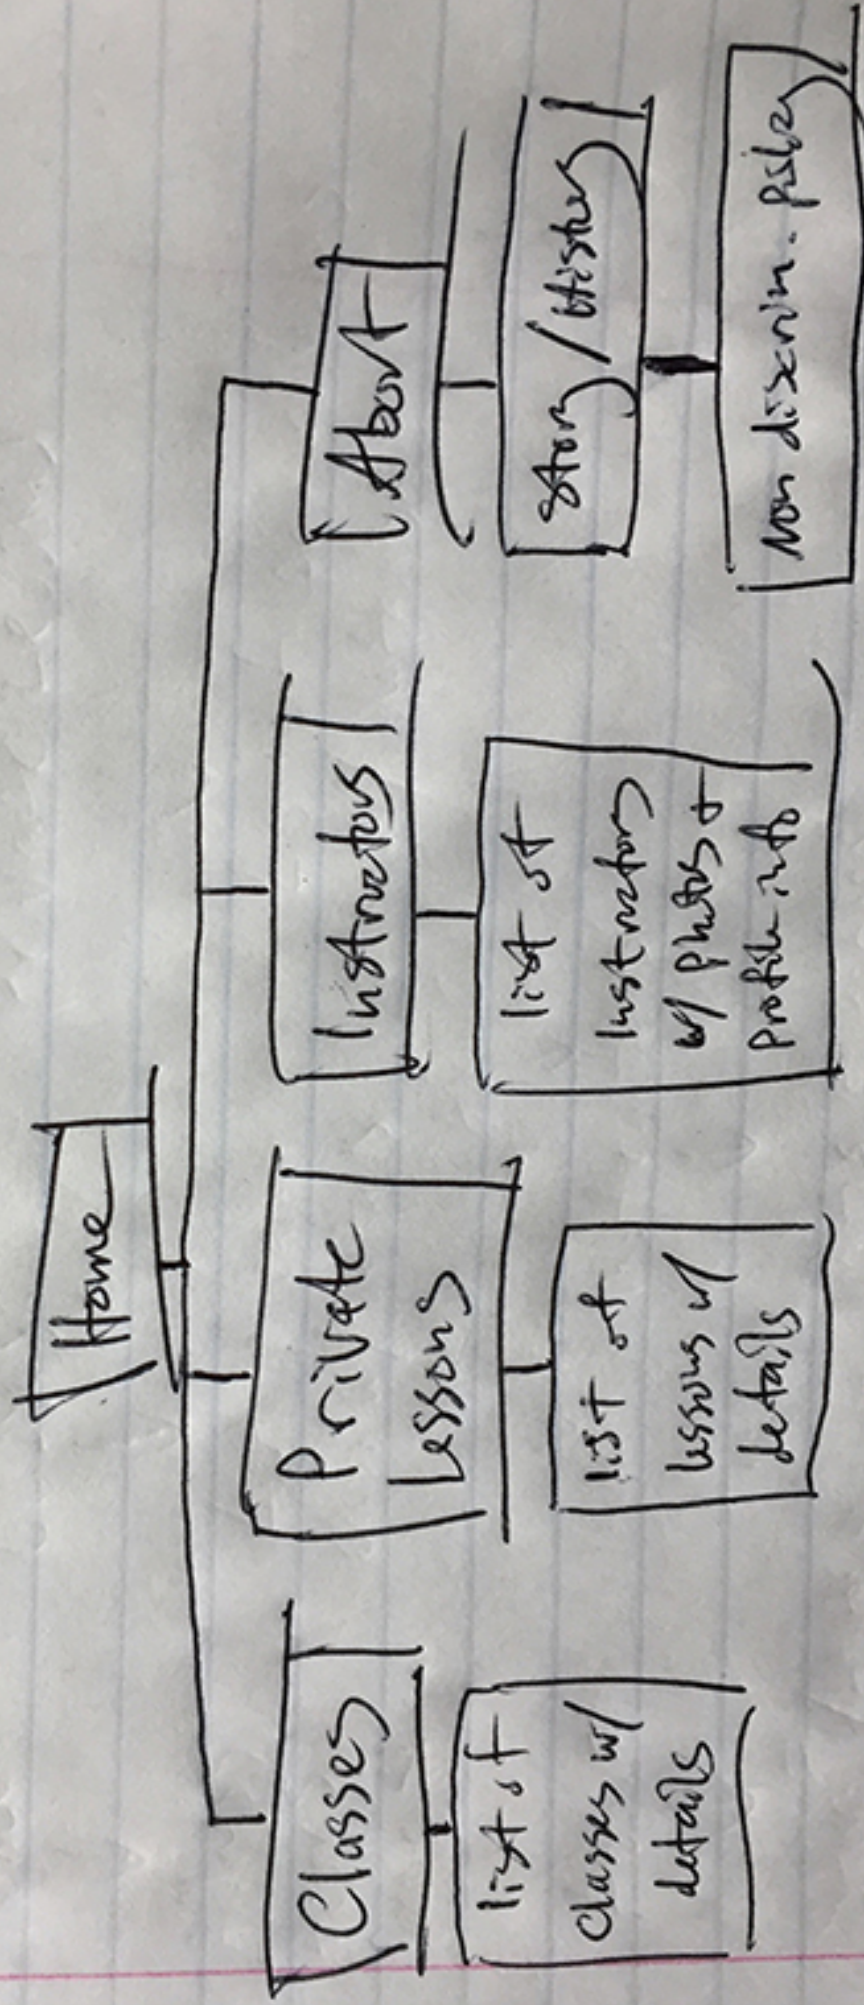 Home
Classes
Private
Lessons
Instructors
About
list of
classes w/
details
list of
lessons w/
details
list of
instructors
w/ photos +
profile info
Story/History
non discrim. policy